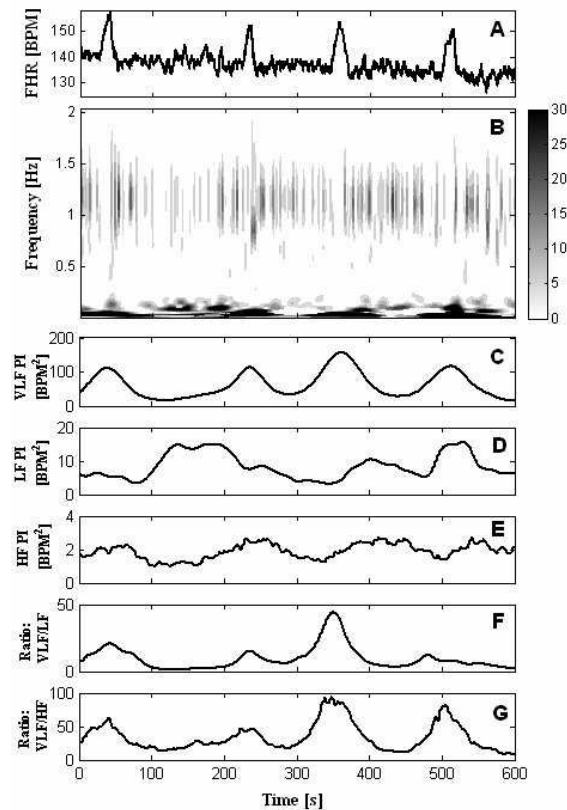 A
FHR [BPM]
150
140
130
B
Frequency [Hz]
2
1.5
1
0.5
30
25
20
15
10
5
0
C
VLF PI
[BPM²]
200
100
0
D
LF PI
[BPM²]
20
10
0
E
HF PI
[BPM²]
4
2
0
F
Ratio:
VLF/LF
50
0
G
Ratio:
VLF/HF
100
50
0
0 100 200 300 400 500 600
Time [s]